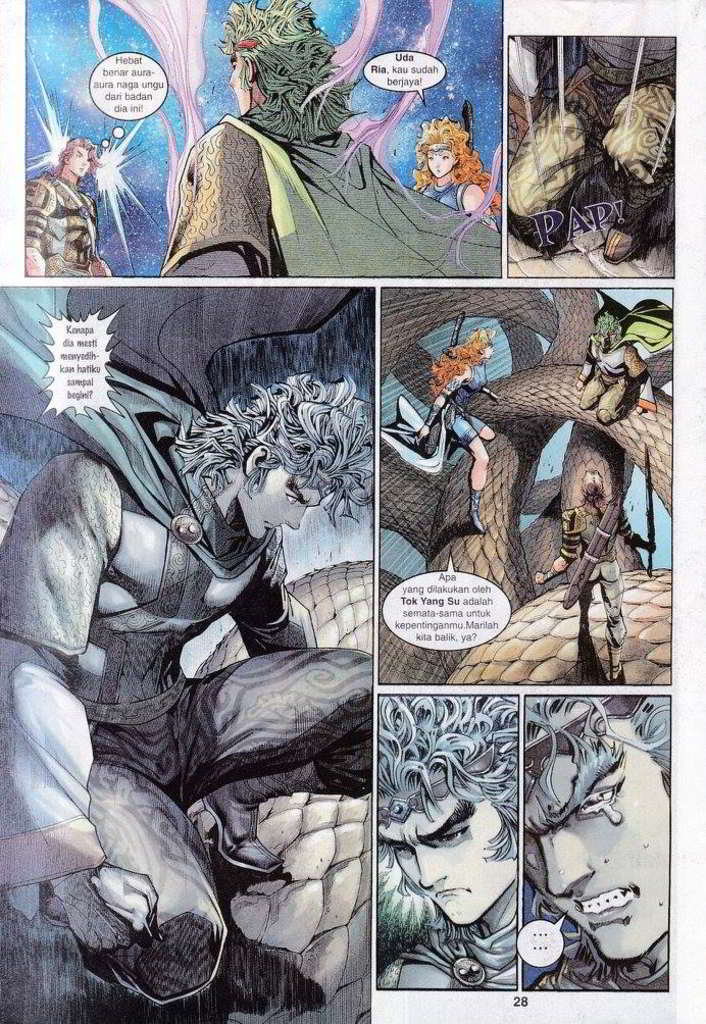 Hebat
benar aura-
aura naga ungu
dari badan
dia ini!
Uda
Ria, kau sudah
berjaya!
PAP!
Kenapa
dia mesti
menyedih-
kan hatiku
sampai
begini?
Apa
yang dilakukan oleh
Tok Yang Su adalah
semata-sama untuk
kepentinganmu.Marilah
kita balik, ya?
...
...
28